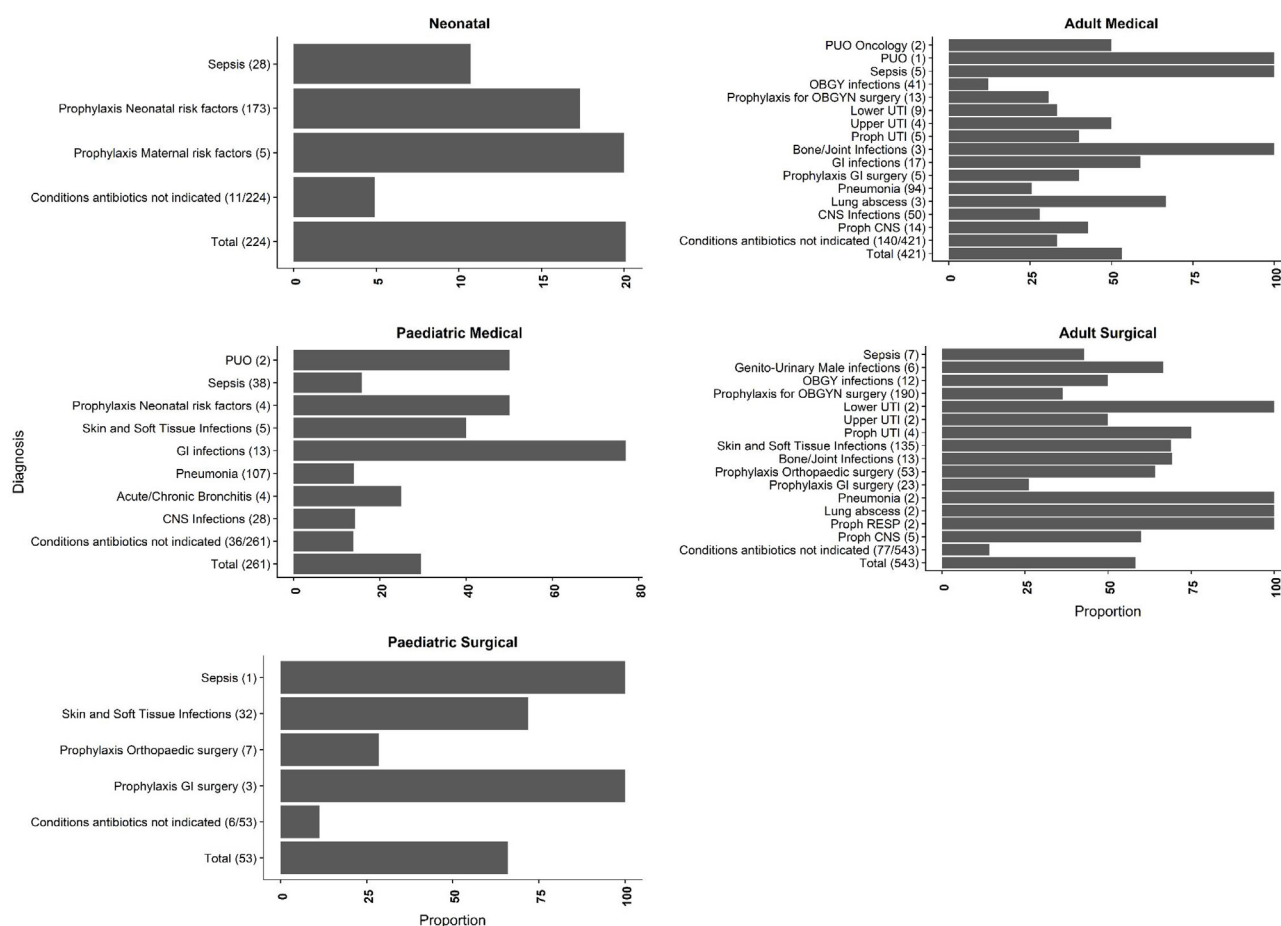 Neonatal
Sepsis (28)
Prophylaxis Neonatal risk factors (173)
Prophylaxis Maternal risk factors (5)
Conditions antibiotics not indicated (11/224)
Total (224)
0
5
10
15
20
Adult Medical
PUO Oncology (2)
PUO (1)
Sepsis (5)
OBGY infections (41)
Prophylaxis for OBGYN surgery (13)
Lower UTI (9)
Upper UTI (4)
Proph UTI (5)
Bone/Joint Infections (3)
GI infections (17)
Prophylaxis GI surgery (5)
Pneumonia (94)
Lung abscess (3)
CNS Infections (50)
Proph CNS (14)
Conditions antibiotics not indicated (140/421)
Total (421)
0
25
50
75
100
Diagnosis
Paediatric Medical
PUO (2)
Sepsis (38)
Prophylaxis Neonatal risk factors (4)
Skin and Soft Tissue Infections (5)
GI infections (13)
Pneumonia (107)
Acute/Chronic Bronchitis (4)
CNS Infections (28)
Conditions antibiotics not indicated (36/261)
Total (261)
0
20
40
60
80
Adult Surgical
Sepsis (7)
Genito-Urinary Male infections (6)
OBGY infections (12)
Prophylaxis for OBGYN surgery (190)
Lower UTI (2)
Upper UTI (2)
Proph UTI (4)
Skin and Soft Tissue Infections (135)
Bone/Joint Infections (13)
Prophylaxis Orthopaedic surgery (53)
Prophylaxis GI surgery (23)
Pneumonia (2)
Lung abscess (2)
Proph RESP (2)
Proph CNS (5)
Conditions antibiotics not indicated (77/543)
Total (543)
0
25
50
75
100
Proportion
Paediatric Surgical
Sepsis (1)
Skin and Soft Tissue Infections (32)
Prophylaxis Orthopaedic surgery (7)
Prophylaxis GI surgery (3)
Conditions antibiotics not indicated (6/53)
Total (53)
0
25
50
75
100
Proportion